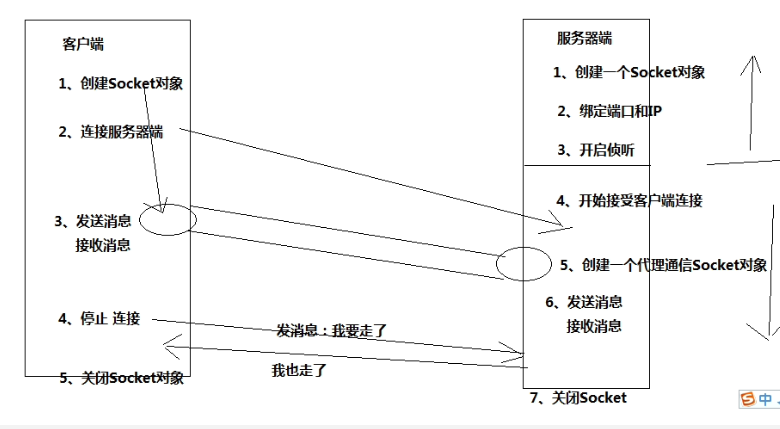 客户端
1、创建Socket对象
2、连接服务器端
3、发送消息
接收消息
4、停止 连接
5、关闭Socket对象
发消息：我要走了
我也走了
服务器端
1、创建一个Socket对象
2、绑定端口和IP
3、开启侦听
4、开始接受客户端连接
5、创建一个代理通信Socket对象
6、发送消息
接收消息
7、关闭Socket
S中